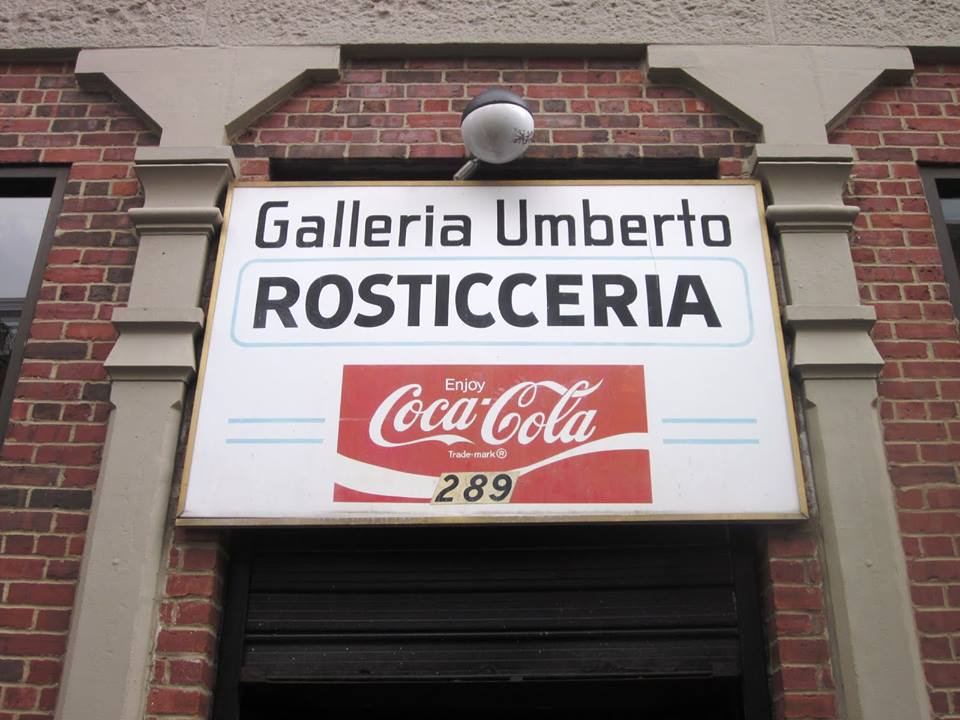 Galleria Umberto
ROSTICCERIA
Enjoy
Coca-Cola
Trade-mark®
289